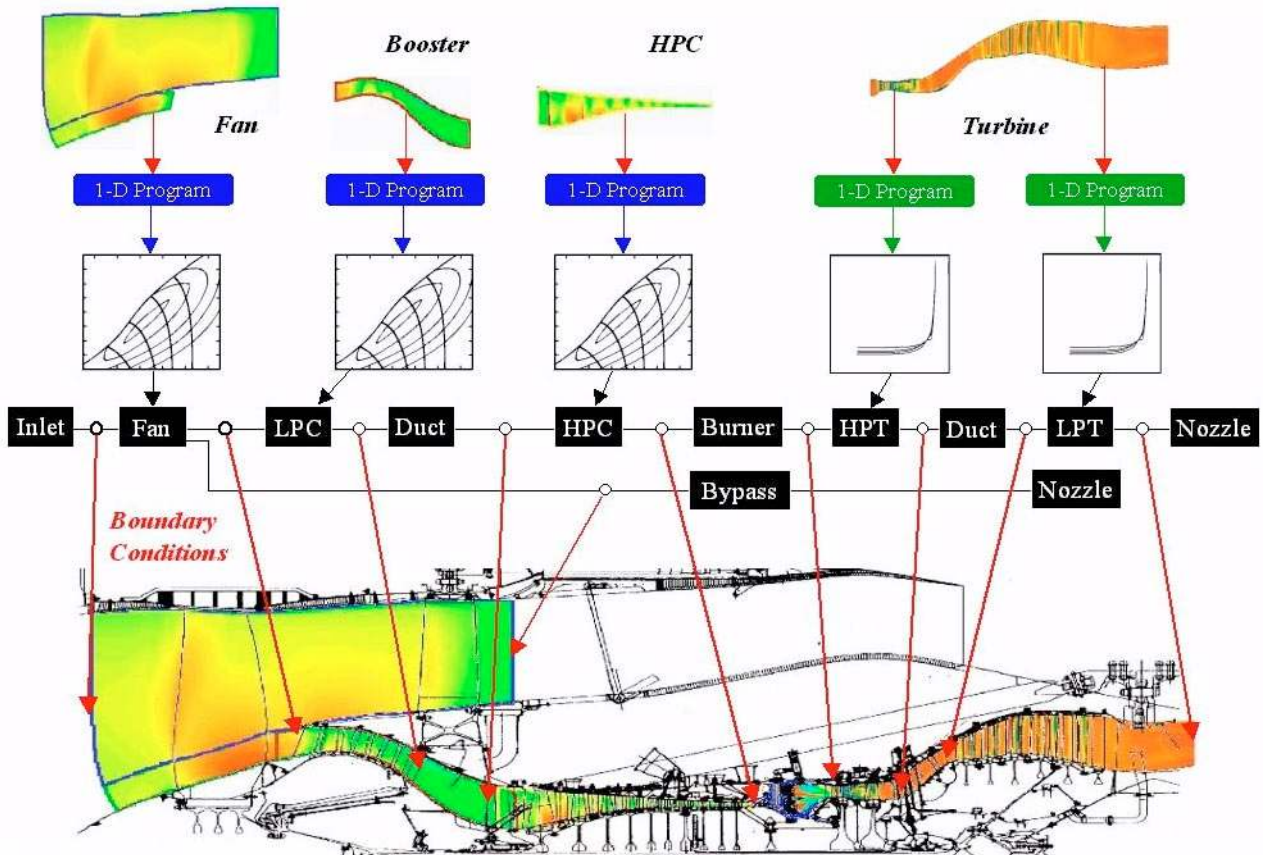 Booster
HPC
Fan
Turbine
1-D Program
1-D Program
1-D Program
1-D Program
1-D Program
Inlet
Fan
LPC
Duct
HPC
Burner
HPT
Duct
LPT
Nozzle
Bypass
Nozzle
Boundary
Conditions